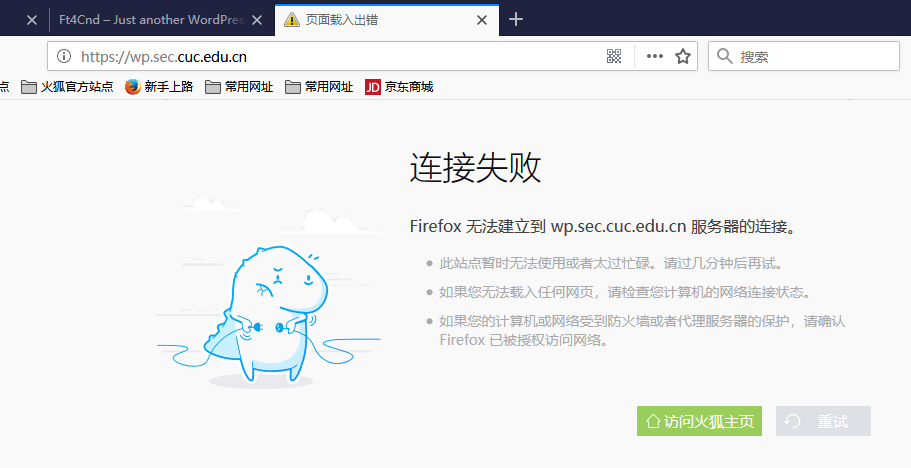 Ft4Cnd – Just another WordPres
页面载入出错
https://wp.sec.cuc.edu.cn
搜索
点
火狐官方站点
新手上路
常用网址
常用网址
JD
京东商城
连接失败
Firefox 无法建立到 wp.sec.cuc.edu.cn 服务器的连接。
此站点暂时无法使用或者太过忙碌。请过几分钟后再试。
如果您无法载入任何网页，请检查您计算机的网络连接状态。
如果您的计算机或网络受到防火墙或者代理服务器的保护，请确认
Firefox 已被授权访问网络。
访问火狐主页
重试